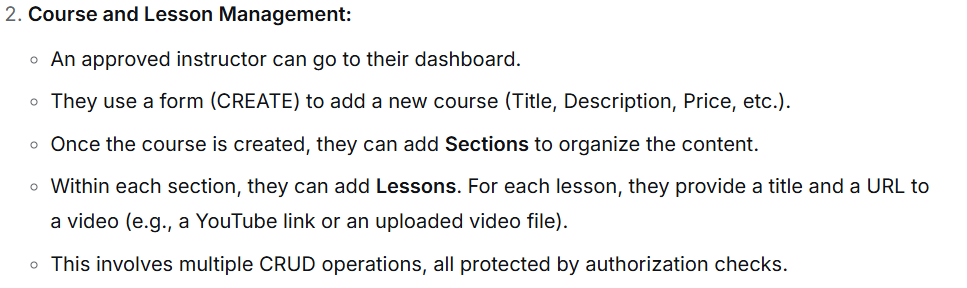 2. Course and Lesson Management:
◦ An approved instructor can go to their dashboard.
◦ They use a form (CREATE) to add a new course (Title, Description, Price, etc.).
◦ Once the course is created, they can add Sections to organize the content.
◦ Within each section, they can add Lessons. For each lesson, they provide a title and a URL to
a video (e.g., a YouTube link or an uploaded video file).
◦ This involves multiple CRUD operations, all protected by authorization checks.